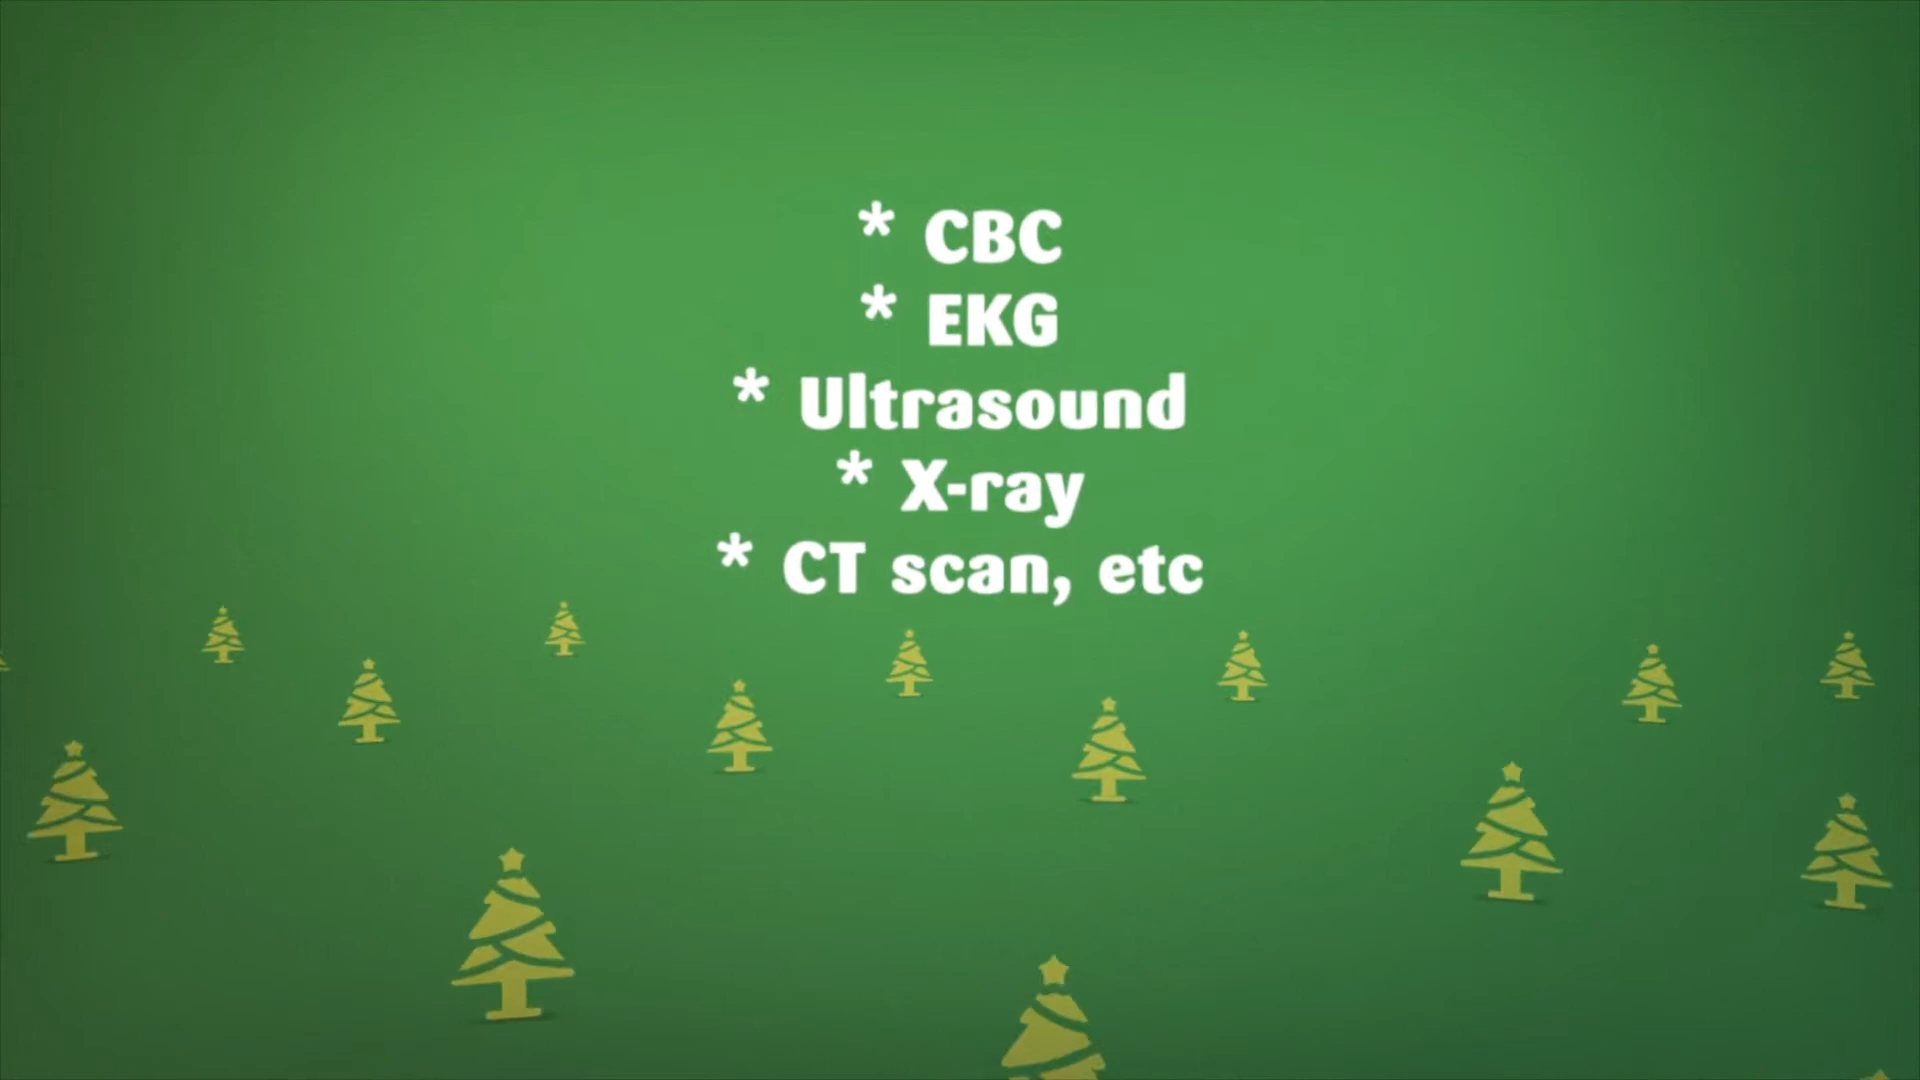 * CBC
* EKG
* Ultrasound
* X-ray
* CT scan, etc